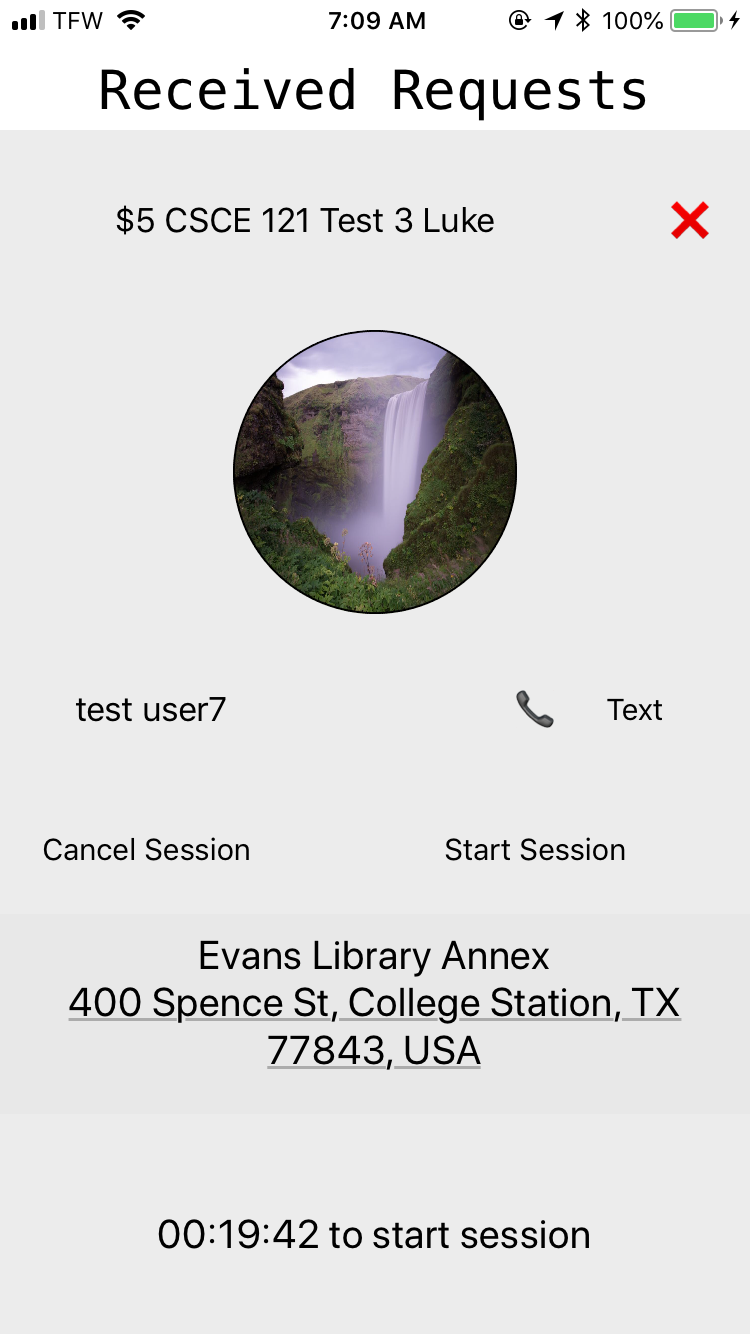 TFW 7:09 AM 100%
Received Requests
$5 CSCE 121 Test 3 Luke
test user7 Text
Cancel Session Start Session
Evans Library Annex
400 Spence St, College Station, TX
77843, USA
00:19:42 to start session